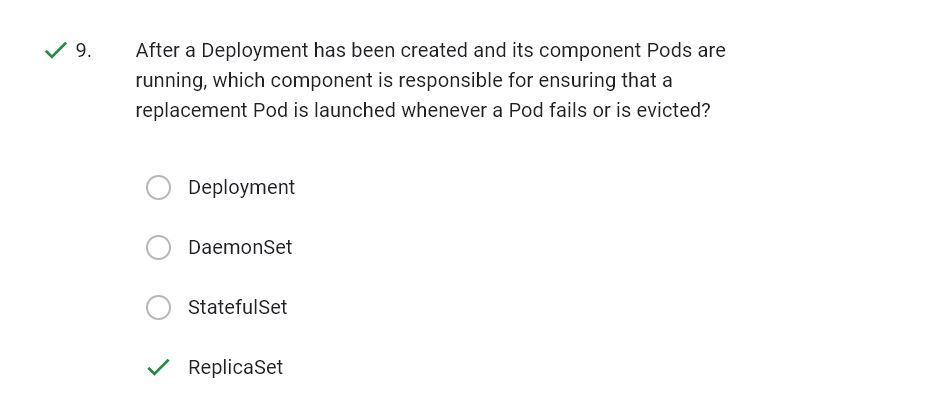 9. After a Deployment has been created and its component Pods are
running, which component is responsible for ensuring that a
replacement Pod is launched whenever a Pod fails or is evicted?
Deployment
DaemonSet
StatefulSet
ReplicaSet